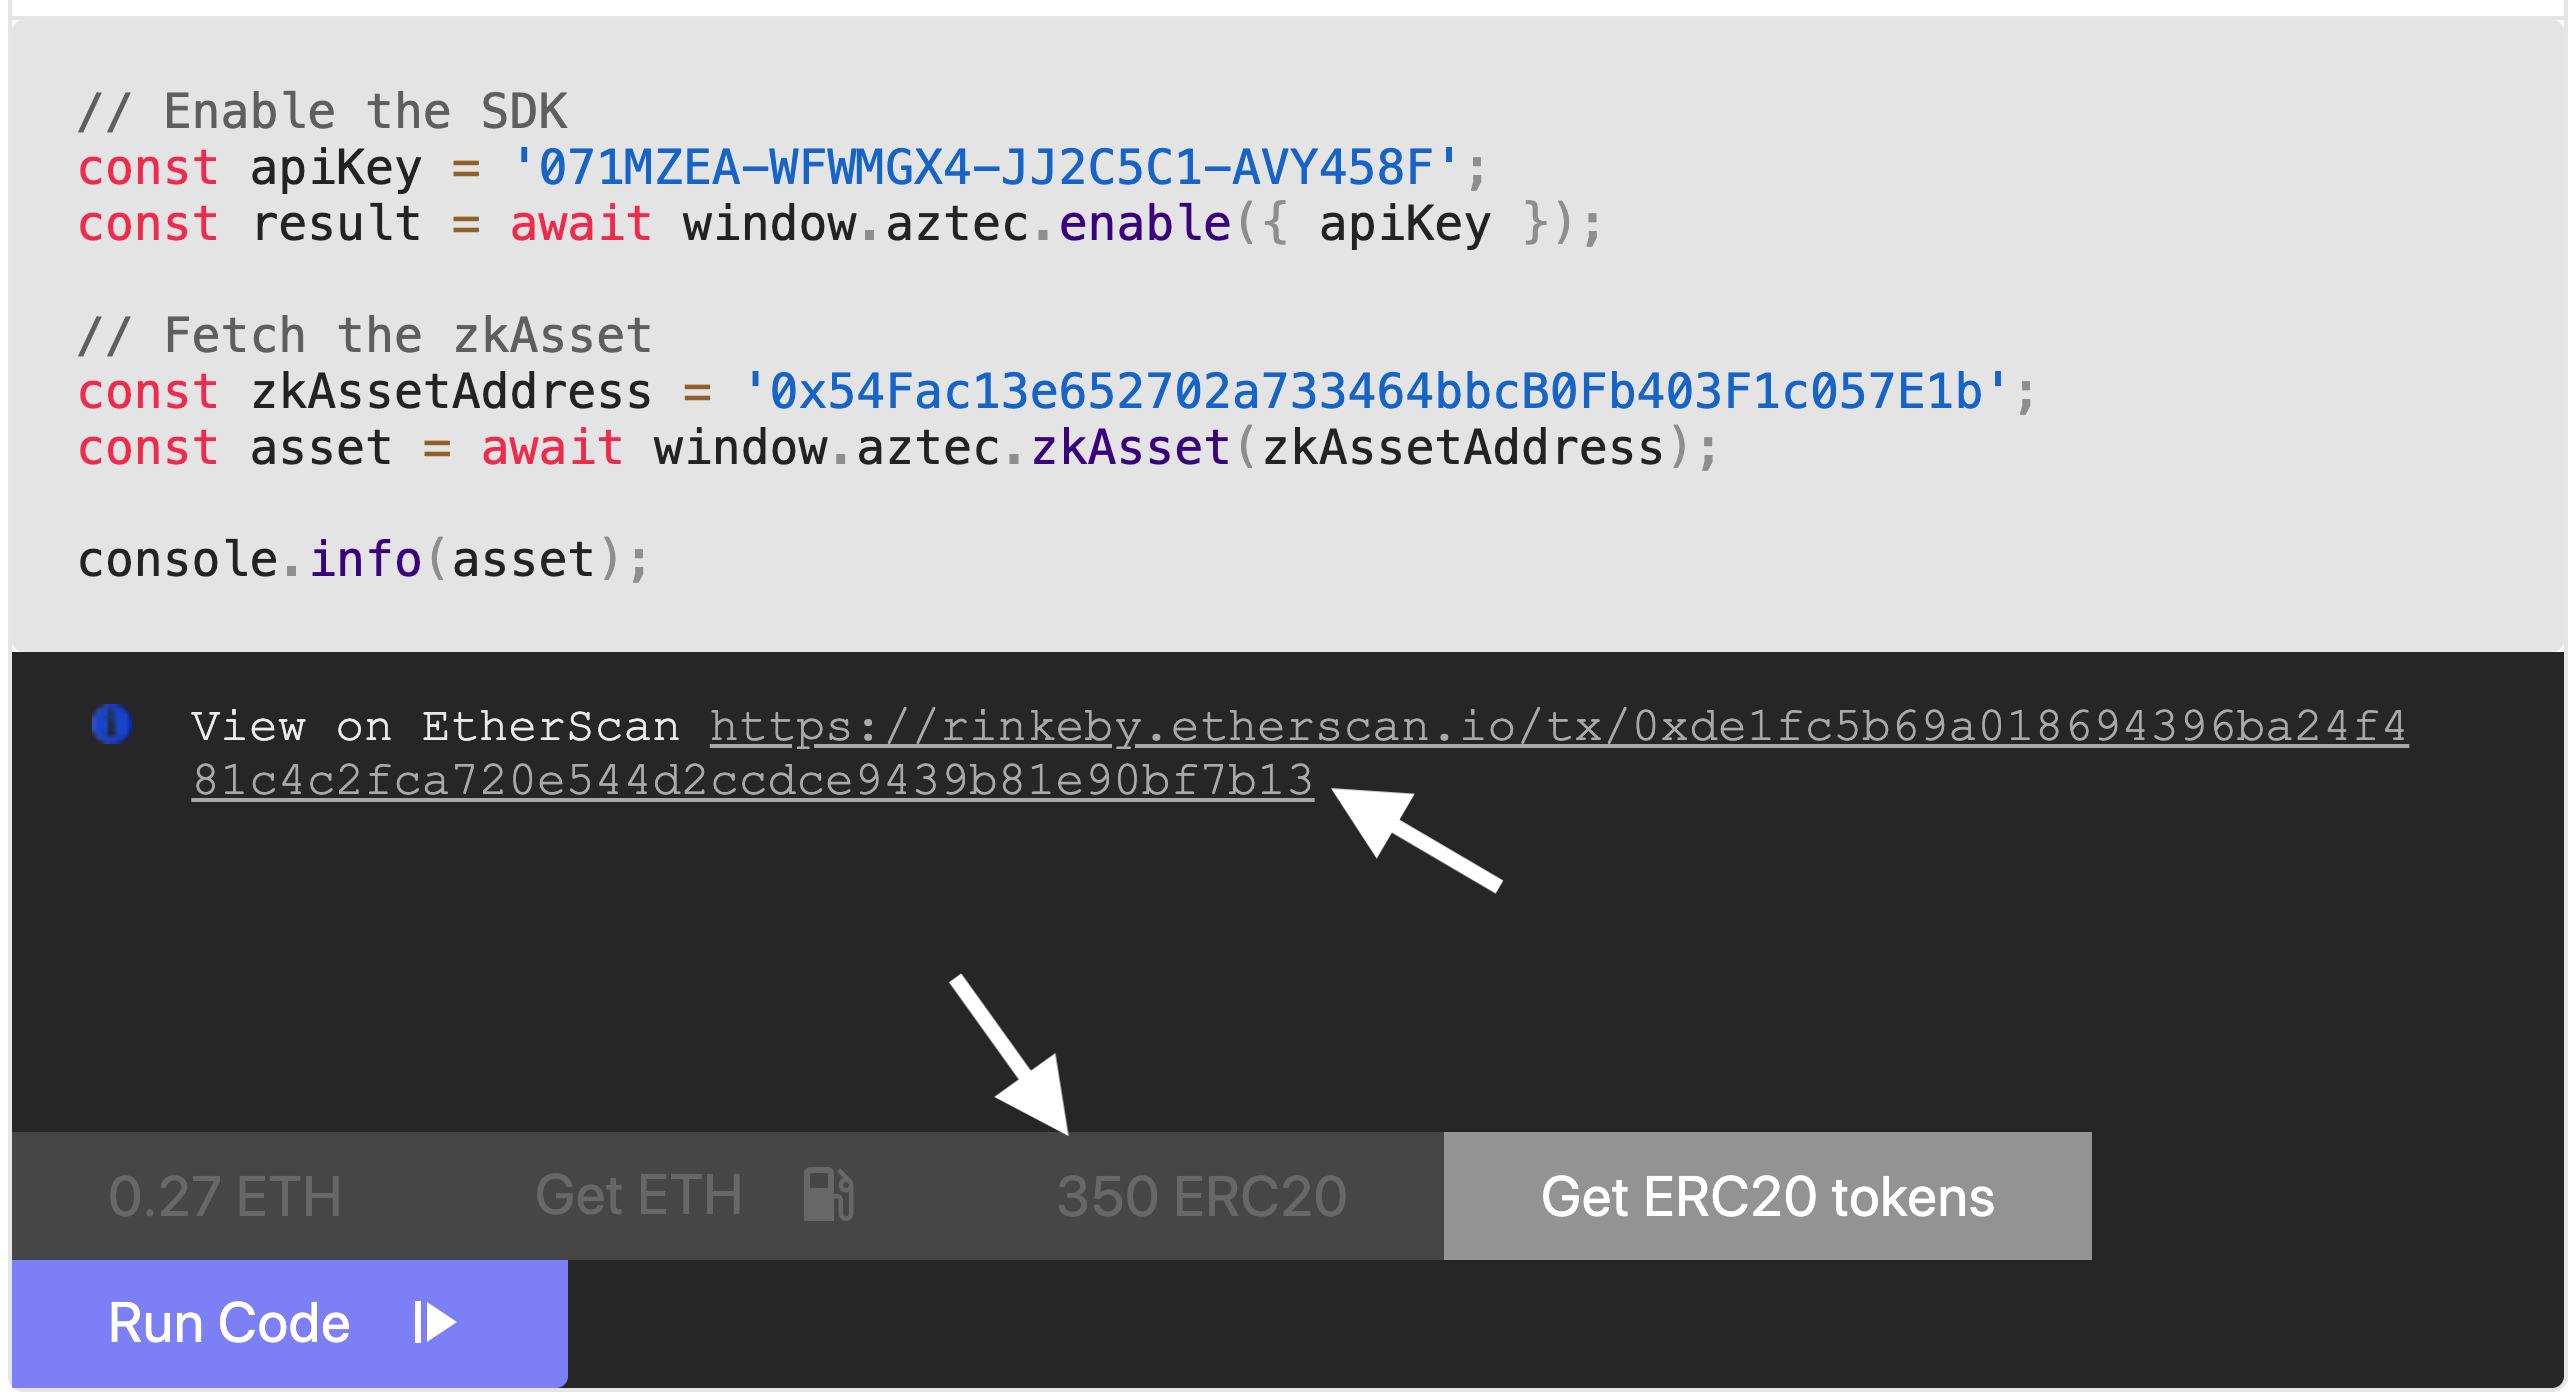 // Enable the SDK
const apiKey = '071MZEA-WFWMGX4-JJ2C5C1-AVY458F';
const result = await window.aztec.enable({ apiKey });
// Fetch the zkAsset
const zkAssetAddress = '0x54Fac13e652702a733464bbcB0Fb403F1c057E1b';
const asset = await window.aztec.zkAsset(zkAssetAddress);
console.info(asset);
View on EtherScan https://rinkeby.etherscan.io/tx/0xde1fc5b69a018694396ba24f4
81c4c2fca720e544d2ccdce9439b81e90bf7b13
0.27 ETH Get ETH 350 ERC20 Get ERC20 tokens
Run Code